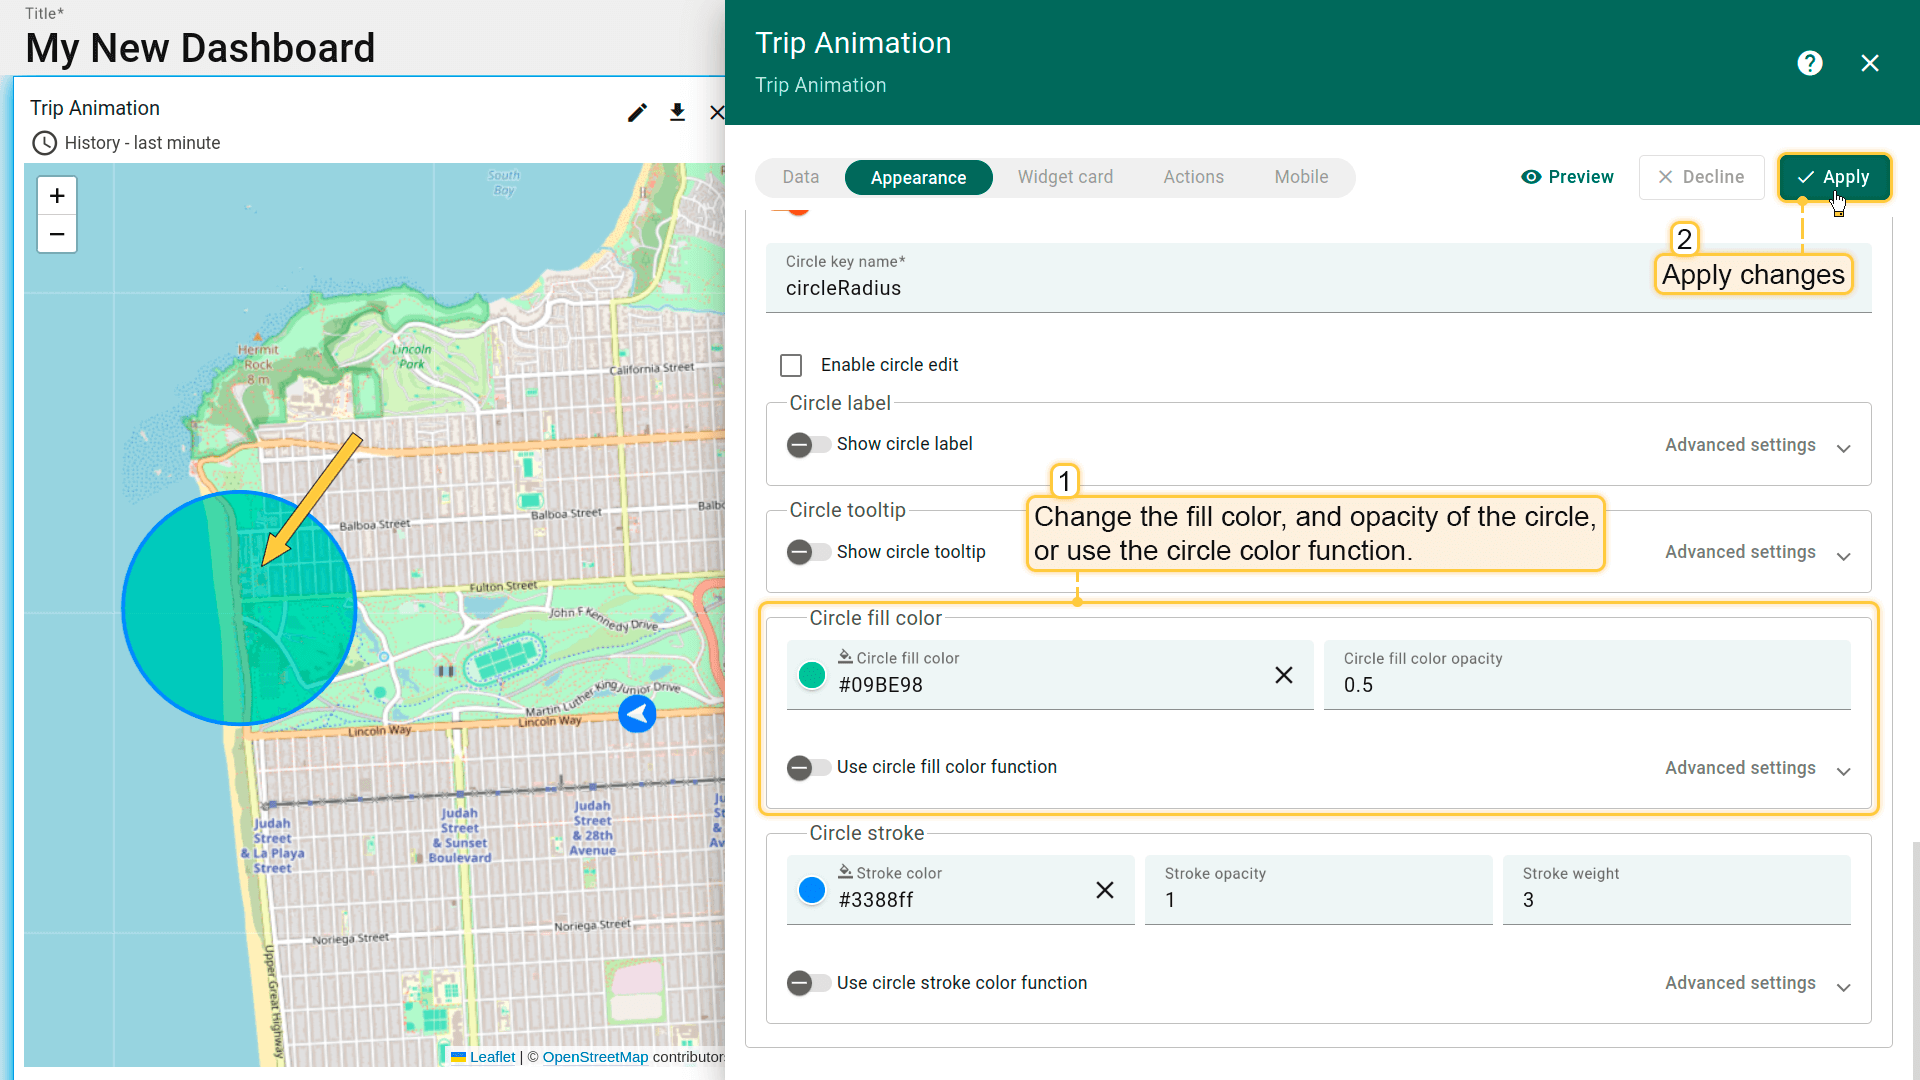 Title*
My New Dashboard
Trip Animation
History - last minute
+
−
South
Bay
Hermit
Rock
8 m
Lincoln
Park
California Street
Balboa Street
Balboa Street
Balbo
Fulton Street
John F Kennedy Drive
Martin Luther King Junior Drive
Lincoln Way
Lincoln Way
Judah
Street
& La Playa
Street
Judah
Street
& Sunset
Boulevard
Judah
Street
& 28th
Avenue
Ju
St
&
Av
Noriega Street
Noriega Street
Upper Great Highway
Leaflet | © OpenStreetMap contributor
Trip Animation
Trip Animation
?
Data
Appearance
Widget card
Actions
Mobile
Preview
Decline
Apply
2
Apply changes
Circle key name*
circleRadius
Enable circle edit
Circle label
Show circle label
Advanced settings
1
Change the fill color, and opacity of the circle,
or use the circle color function.
Circle tooltip
Show circle tooltip
Advanced settings
Circle fill color
Circle fill color
#09BE98
Circle fill color opacity
0.5
Use circle fill color function
Advanced settings
Circle stroke
Stroke color
#3388ff
Stroke opacity
1
Stroke weight
3
Use circle stroke color function
Advanced settings